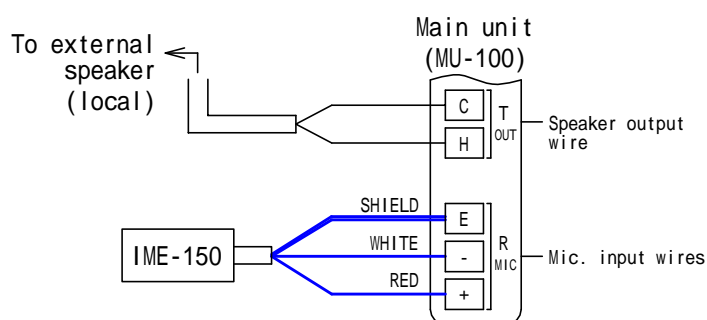 Main unit
(MU-100)
To external
speaker
(local)
C
H
T
OUT
Speaker output
wire
SHIELD
WHITE
RED
IME-150
E
-
+
R
MIC
Mic. input wires